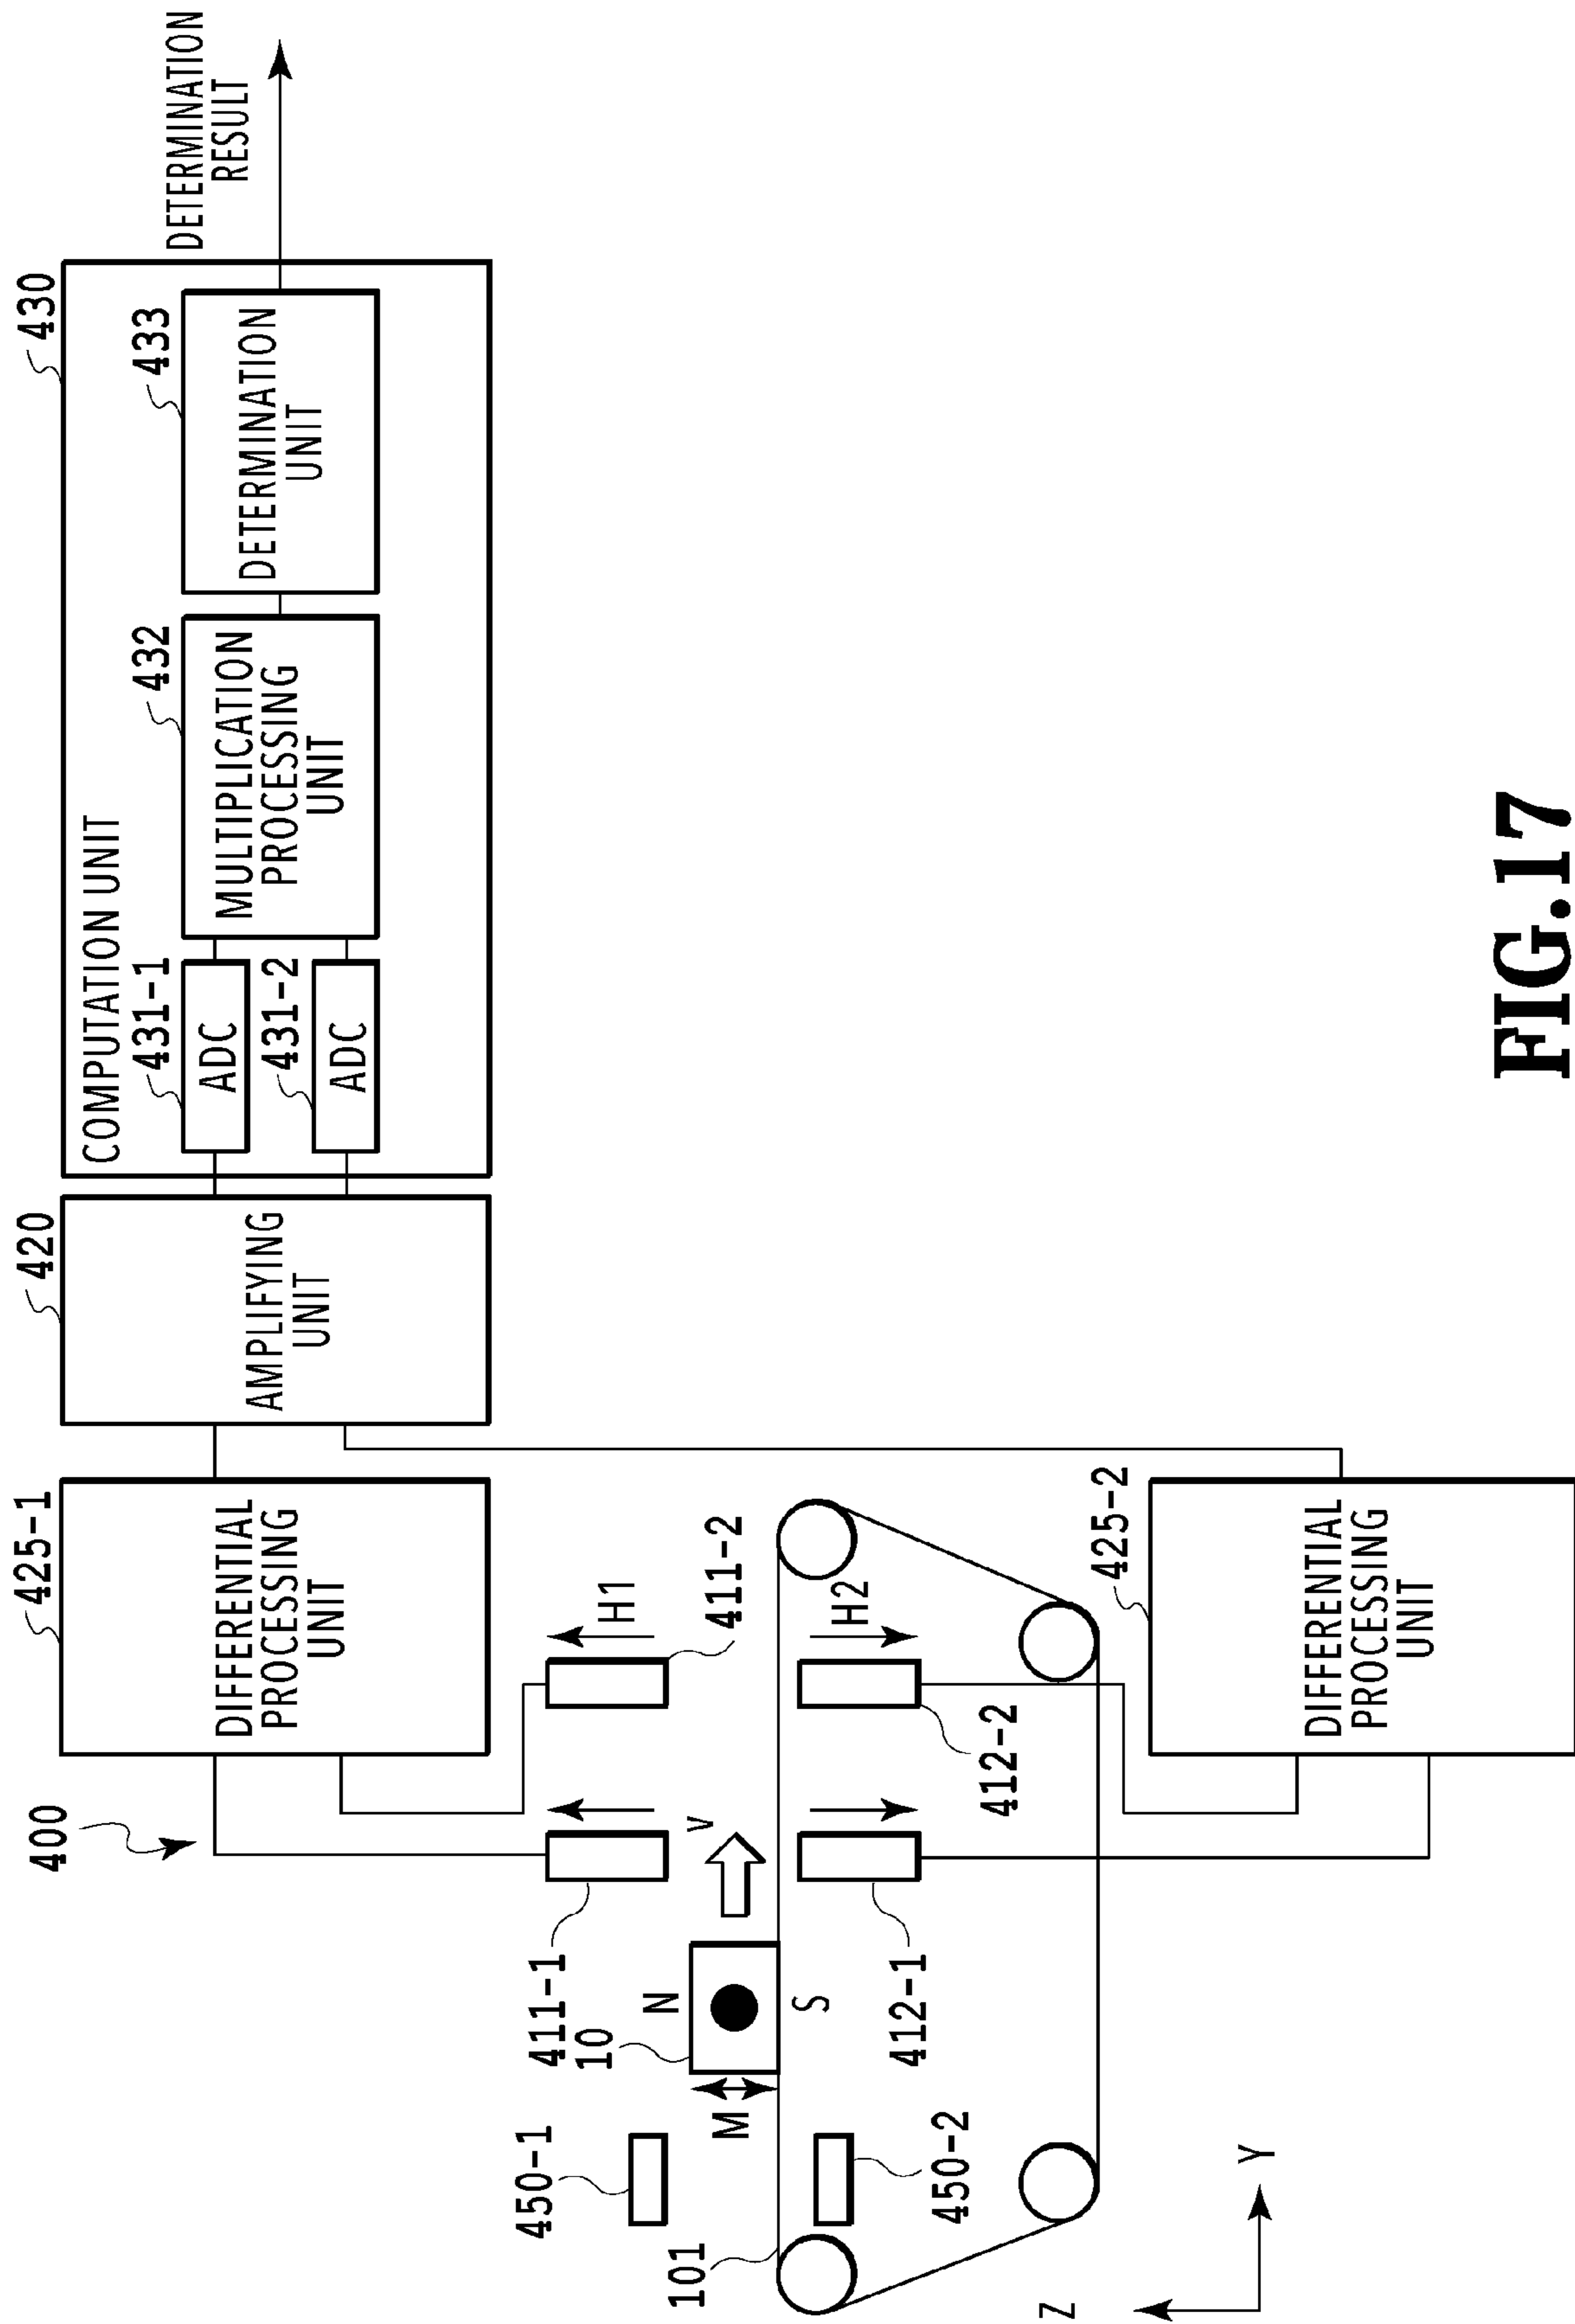 400
425-1
DIFFERENTIAL
PROCESSING
UNIT
420
AMPLIFYING
UNIT
430
COMPUTATION UNIT
431-1
ADC
431-2
ADC
432
MULTIPLICATION
PROCESSING
UNIT
433
DETERMINATION
UNIT
DETERMINATION
RESULT
450-1
411-1
10
N
M
S
V
H1
411-2
101
450-2
412-1
412-2
H2
425-2
DIFFERENTIAL
PROCESSING
UNIT
Z
Y
FIG.17